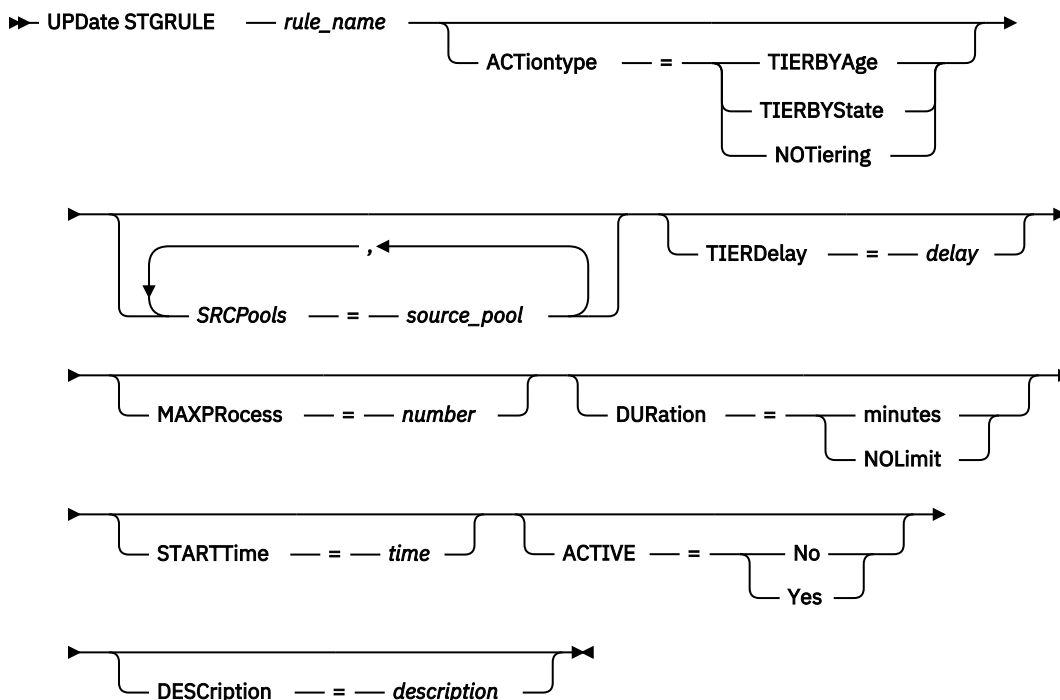 UPDate STGRULE rule_name
ACTiontype = TIERBYAge
TIERBYState
NOTiering
,
SRCPools = source_pool
TIERDelay = delay
MAXPRocess = number
DURation = minutes
NOLimit
STARTTime = time
ACTIVE = No
Yes
DESCription = description